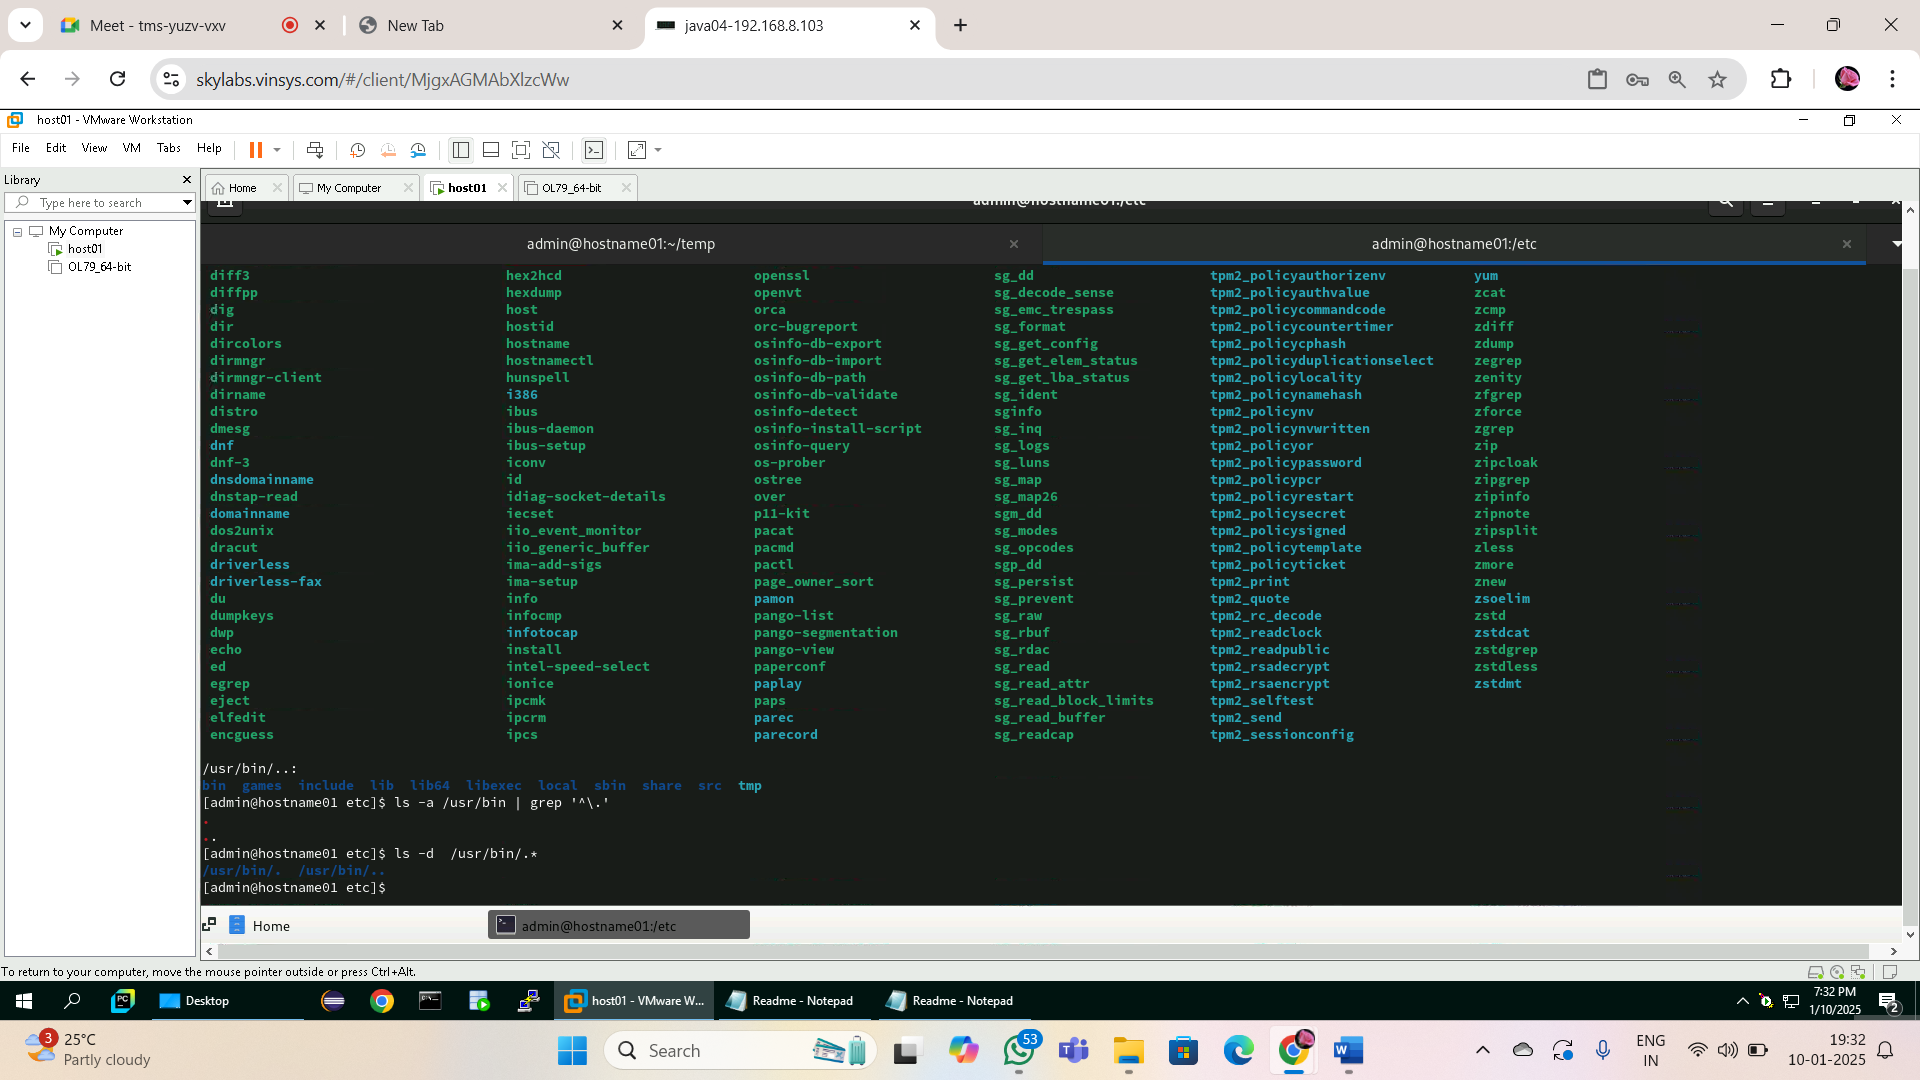 Meet - tms-yuzv-vxv
New Tab
java04-192.168.8.103
skylabs.vinsys.com/#/client/MjgxAGMAbXlzcWw
host01 - VMware Workstation
File Edit View VM Tabs Help
Library
Type here to search
My Computer
host01
OL79_64-bit
Home My Computer host01 OL79_64-bit
admin@hostname01:/etc
admin@hostname01:~/temp admin@hostname01:/etc
diff3 hex2hcd openssl sg_dd tpm2_policyauthorizenv yum
diffpp hexdump openvt sg_decode_sense tpm2_policyauthvalue zcat
dig host orca sg_emc_trespass tpm2_policycommandcode zcmp
dir hostid orc-bugreport sg_format tpm2_policycountertimer zdiff
dircolors hostname osinfo-db-export sg_get_config tpm2_policycphash zdump
dirmngr hostnamectl osinfo-db-import sg_get_elem_status tpm2_policyduplicationselect zegrep
dirmngr-client hunspell osinfo-db-path sg_get_lba_status tpm2_policylocality zenity
dirname i386 osinfo-db-validate sg_ident tpm2_policynamehash zfgrep
distro ibus osinfo-detect sginfo tpm2_policynv zforce
dmesg ibus-daemon osinfo-install-script sg_inq tpm2_policynvwritten zgrep
dnf ibus-setup osinfo-query sg_logs tpm2_policyor zip
dnf-3 iconv os-prober sg_luns tpm2_policypassword zipcloak
dnsdomainname id ostree sg_map tpm2_policypcr zipgrep
dnstap-read idiag-socket-details over sg_map26 tpm2_policyrestart zipinfo
domainname iecset p11-kit sgm_dd tpm2_policysecret zipnote
dos2unix iio_event_monitor pacat sg_modes tpm2_policysigned zipsplit
dracut iio_generic_buffer pacmd sg_opcodes tpm2_policytemplate zless
driverless ima-add-sigs pactl sgp_dd tpm2_policyticket zmore
driverless-fax ima-setup page_owner_sort sg_persist tpm2_print znew
du info pamon sg_prevent tpm2_quote zsoelim
dumpkeys infocmp pango-list sg_raw tpm2_rc_decode zstd
dwp infotocap pango-segmentation sg_rbuf tpm2_readclock zstdcat
echo install pango-view sg_rdac tpm2_readpublic zstdgrep
ed intel-speed-select paperconf sg_read tpm2_rsadecrypt zstdless
egrep ionice paplay sg_read_attr tpm2_rsaencrypt zstdmt
eject ipcmk paps sg_read_block_limits tpm2_selftest
elfedit ipcrm parec sg_read_buffer tpm2_send
encguess ipcs parecord sg_readcap tpm2_sessionconfig
/usr/bin/..:
bin games include lib lib64 libexec local sbin share src tmp
[admin@hostname01 etc]$ ls -a /usr/bin | grep '^\.'
.
..
[admin@hostname01 etc]$ ls -d  /usr/bin/.*
/usr/bin/. /usr/bin/..
[admin@hostname01 etc]$
Home admin@hostname01:/etc
To return to your computer, move the mouse pointer outside or press Ctrl+Alt.
Desktop host01 - VMware W... Readme - Notepad Readme - Notepad
7:32 PM
1/10/2025
2
3
25°C
Partly cloudy
Search
53
ENG
IN
19:32
10-01-2025